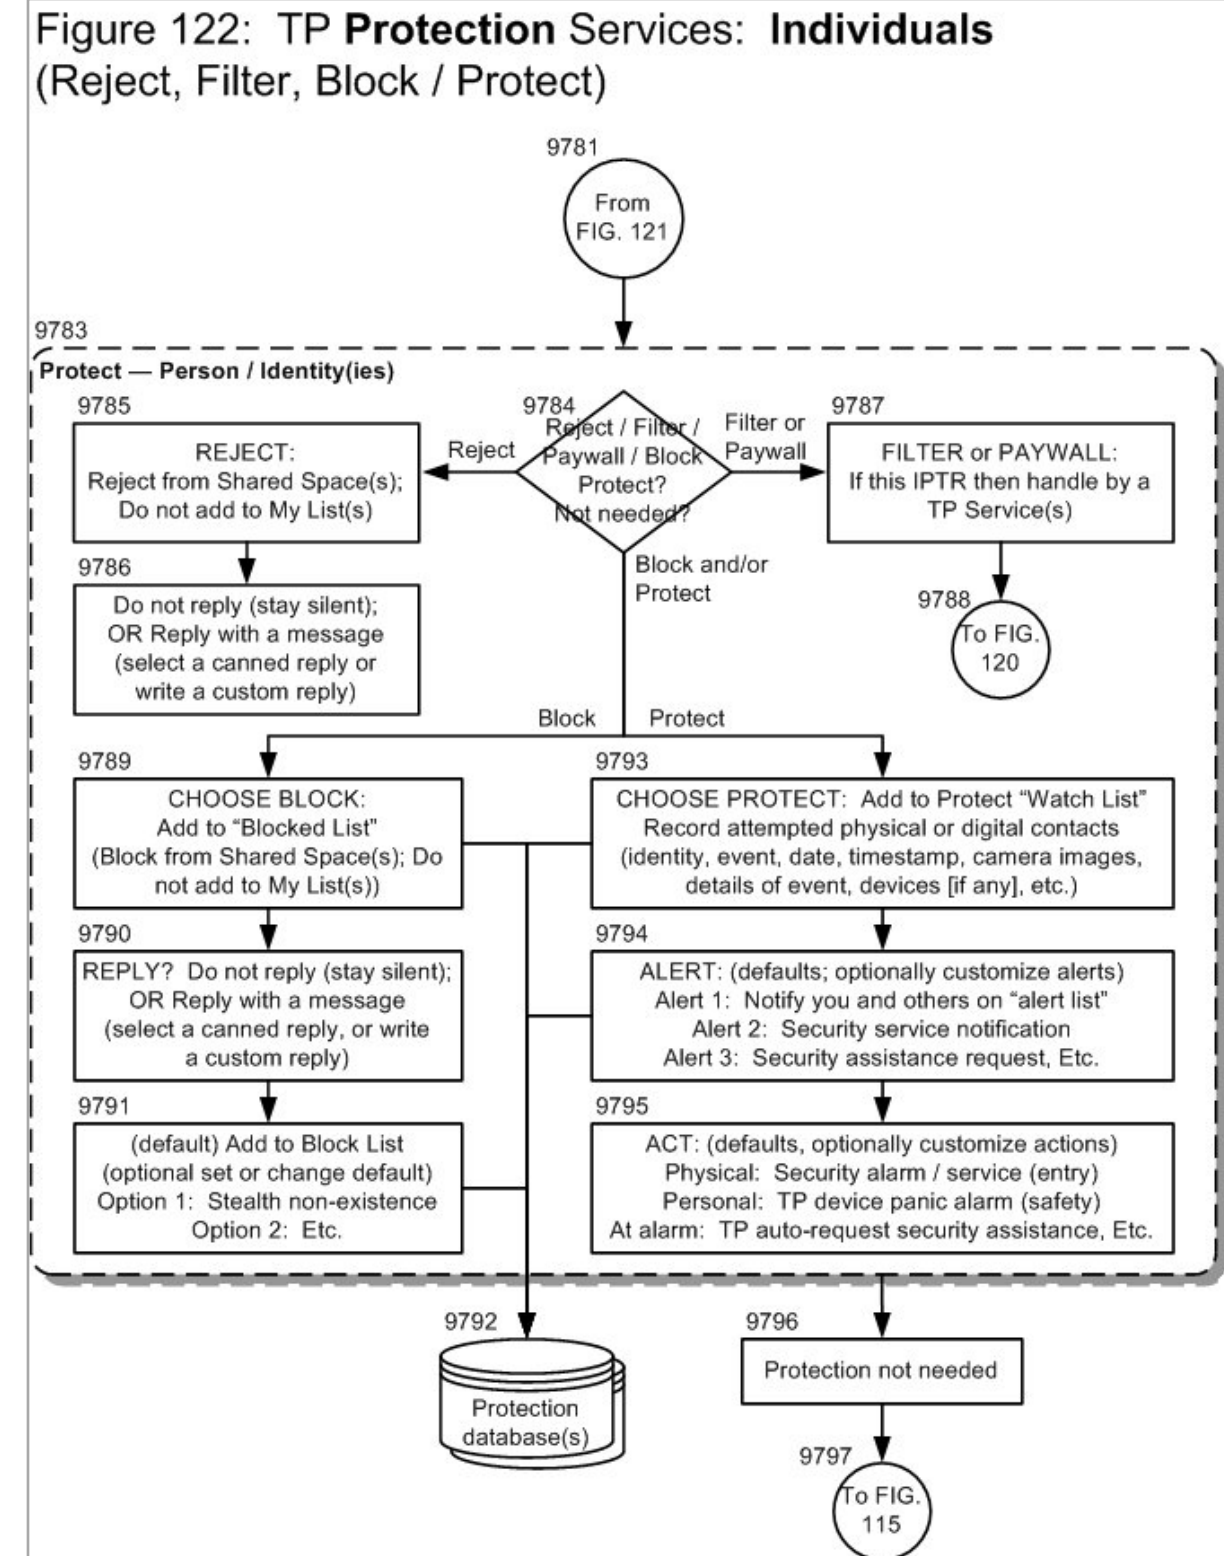 Figure 122: TP Protection Services: Individuals
(Reject, Filter, Block / Protect)
9781
From
FIG. 121
9783
Protect — Person / Identity(ies)
9785
REJECT:
Reject from Shared Space(s);
Do not add to My List(s)
Reject
9784
Reject / Filter /
Paywall / Block
Protect?
Not needed?
Filter or
Paywall
9787
FILTER or PAYWALL:
If this IPTR then handle by a
TP Service(s)
9786
Do not reply (stay silent);
OR Reply with a message
(select a canned reply or
write a custom reply)
Block and/or
Protect
9788
To FIG.
120
Block
Protect
9789
CHOOSE BLOCK:
Add to “Blocked List”
(Block from Shared Space(s); Do
not add to My List(s))
9793
CHOOSE PROTECT: Add to Protect “Watch List”
Record attempted physical or digital contacts
(identity, event, date, timestamp, camera images,
details of event, devices [if any], etc.)
9790
REPLY? Do not reply (stay silent);
OR Reply with a message
(select a canned reply, or write
a custom reply)
9794
ALERT: (defaults; optionally customize alerts)
Alert 1: Notify you and others on “alert list”
Alert 2: Security service notification
Alert 3: Security assistance request, Etc.
9791
(default) Add to Block List
(optional set or change default)
Option 1: Stealth non-existence
Option 2: Etc.
9795
ACT: (defaults, optionally customize actions)
Physical: Security alarm / service (entry)
Personal: TP device panic alarm (safety)
At alarm: TP auto-request security assistance, Etc.
9792
Protection
database(s)
9796
Protection not needed
9797
To FIG.
115